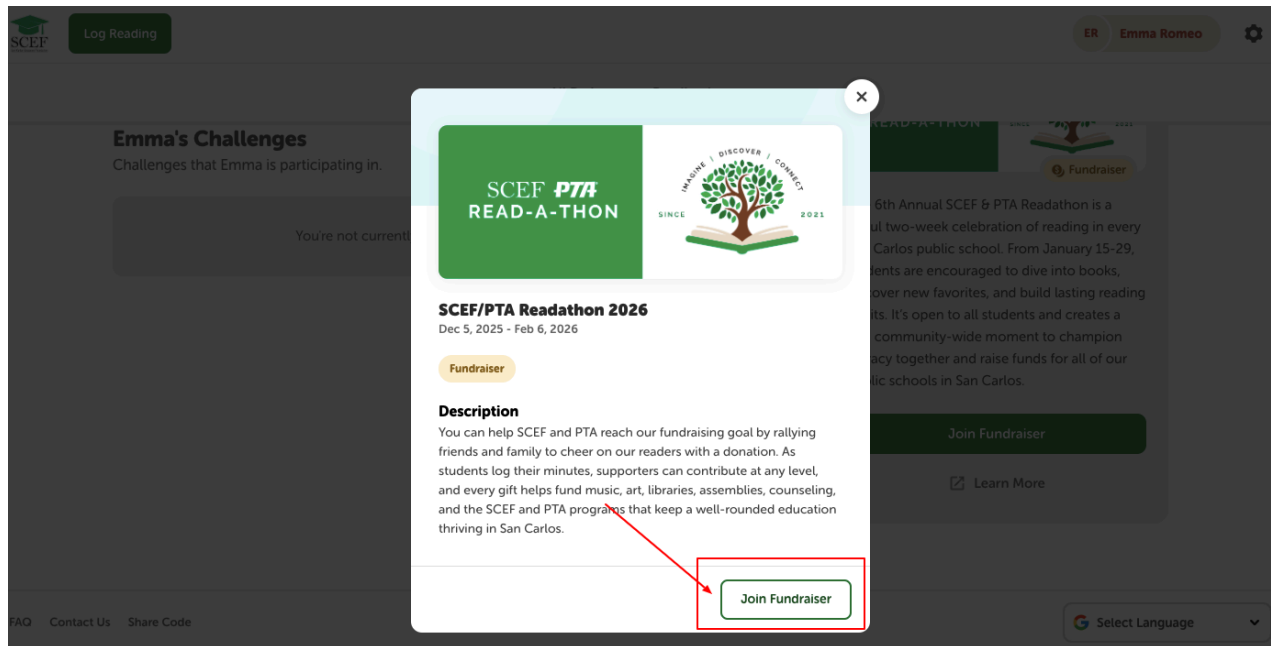 SCEF
Log Reading
ER Emma Romeo
Emma's Challenges
Challenges that Emma is participating in.
You're not currentl
×
SCEF PTA
READ-A-THON
IMAGINE | DISCOVER | CONNECT
SINCE 2021
SCEF/PTA Readathon 2026
Dec 5, 2025 - Feb 6, 2026
Fundraiser
Description
You can help SCEF and PTA reach our fundraising goal by rallying
friends and family to cheer on our readers with a donation. As
students log their minutes, supporters can contribute at any level,
and every gift helps fund music, art, libraries, assemblies, counseling,
and the SCEF and PTA programs that keep a well-rounded education
thriving in San Carlos.
Join Fundraiser
READ-A-THON
SINCE 2021
Fundraiser
6th Annual SCEF & PTA Readathon is a
ul two-week celebration of reading in every
Carlos public school. From January 15-29,
dents are encouraged to dive into books,
cover new favorites, and build lasting reading
its. It's open to all students and creates a
community-wide moment to champion
acy together and raise funds for all of our
lic schools in San Carlos.
Join Fundraiser
Learn More
FAQ Contact Us Share Code
G Select Language